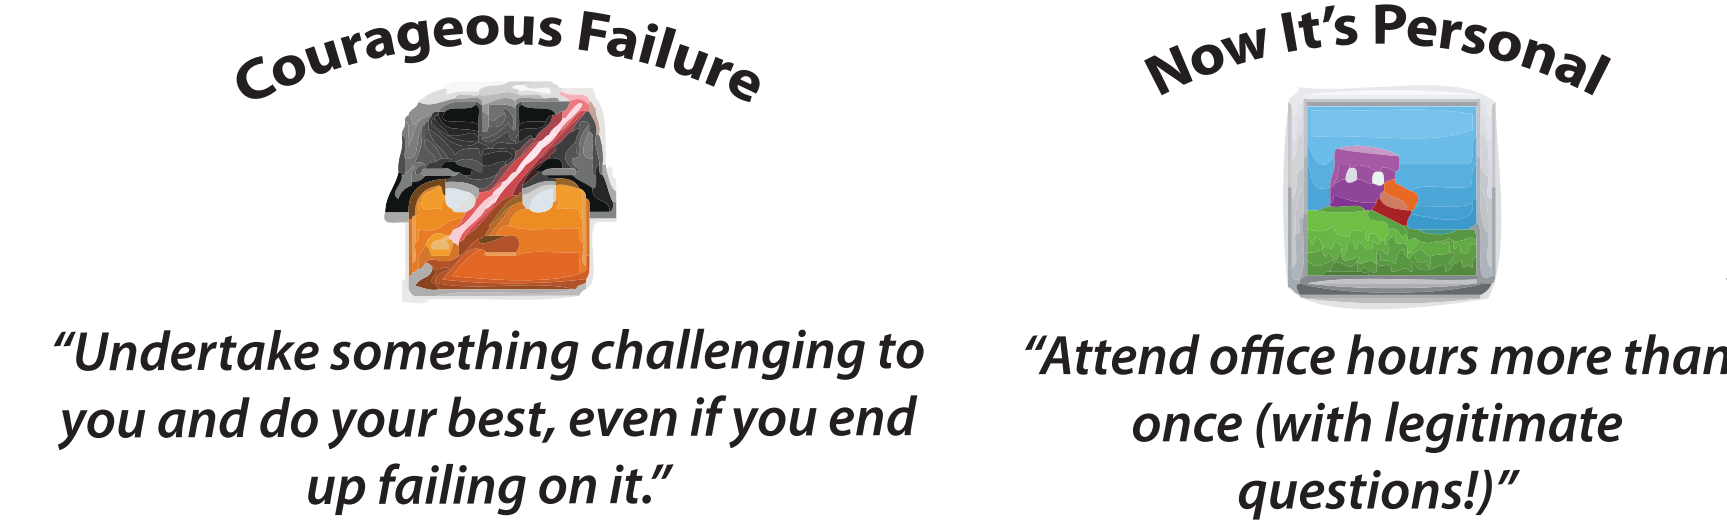 Courageous Failure
“Undertake something challenging to
you and do your best, even if you end
up failing on it.”
Now It’s Personal
“Attend office hours more than
once (with legitimate
questions!)”